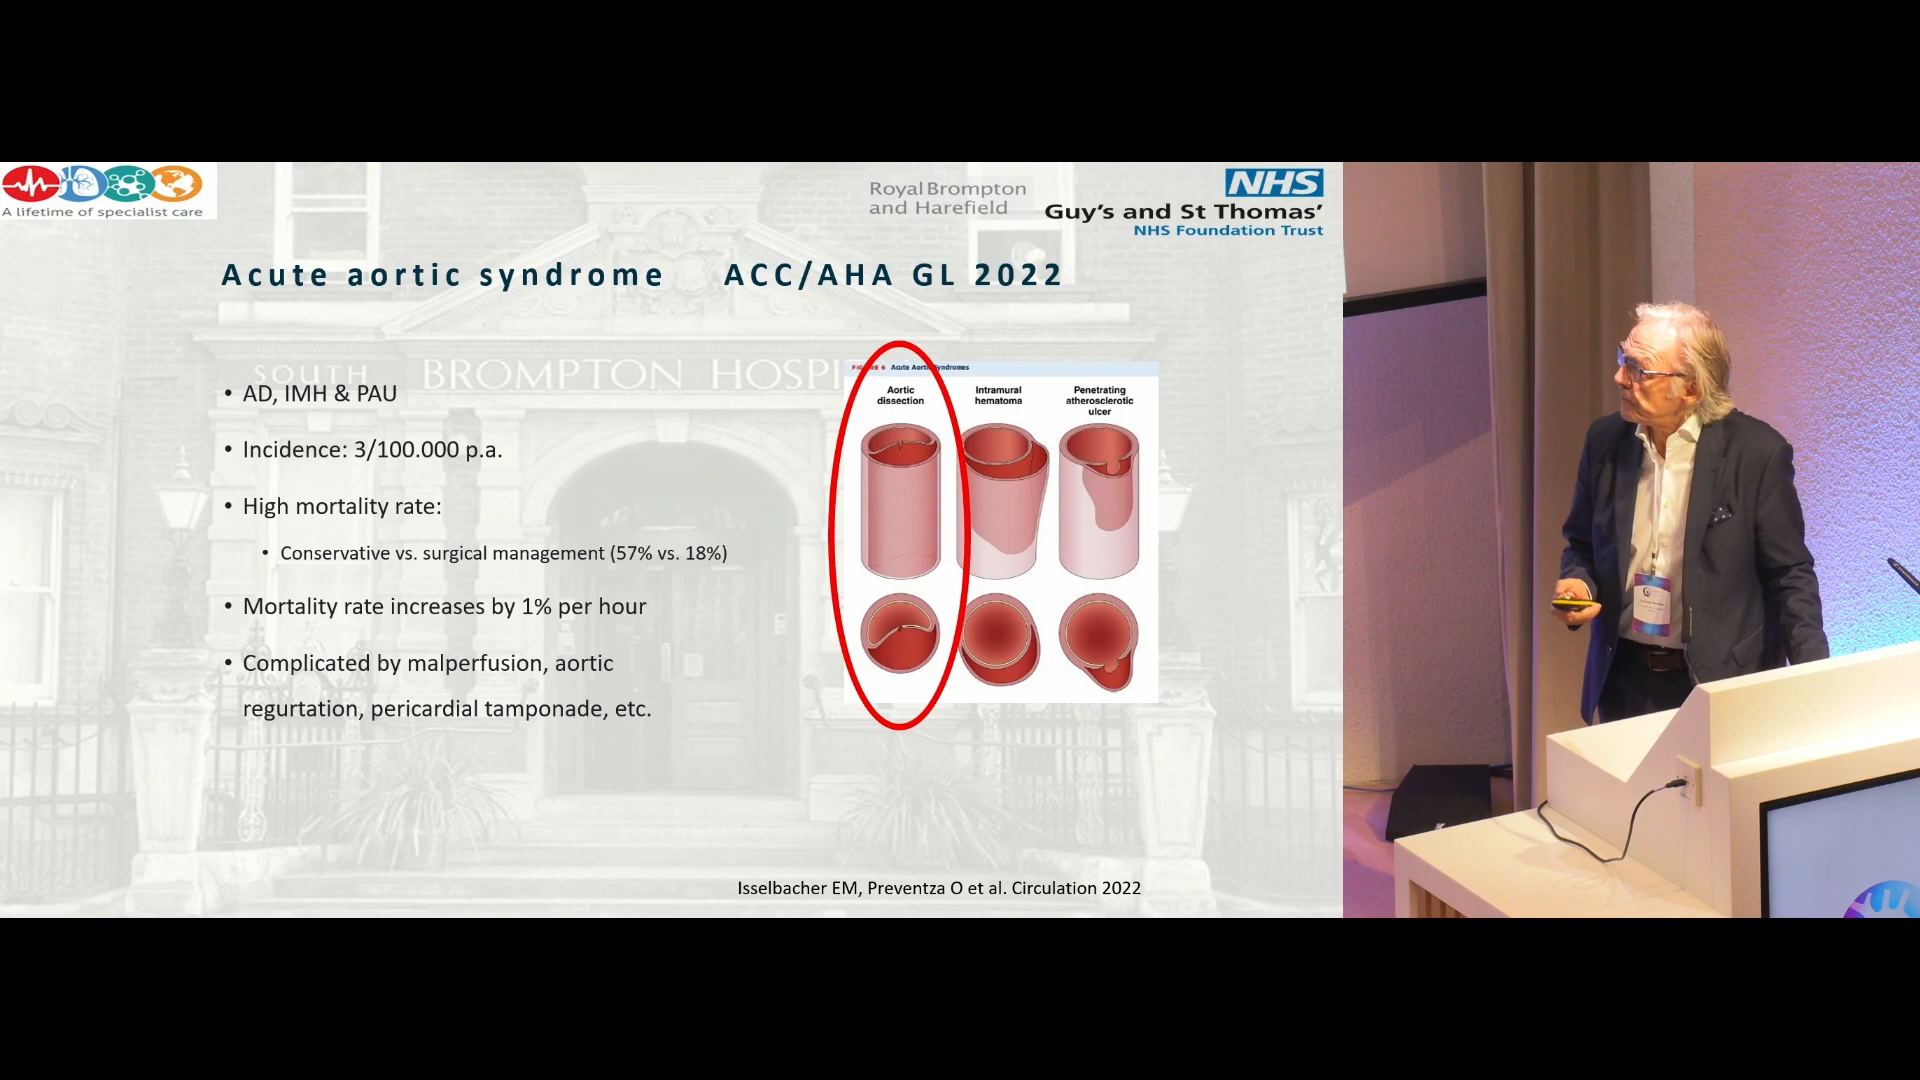 A lifetime of specialist care
Royal Brompton
and Harefield
NHS
Guy's and St Thomas'
NHS Foundation Trust
Acute aortic syndrome ACC/AHA GL 2022
SOUTH BROMPTON HOSPI
• AD, IMH & PAU
• Incidence: 3/100.000 p.a.
• High mortality rate:
• Conservative vs. surgical management (57% vs. 18%)
• Mortality rate increases by 1% per hour
• Complicated by malperfusion, aortic
regurtation, pericardial tamponade, etc.
FIGURE 6 Acute Aortic Syndromes
Aortic
dissection
Intramural
hematoma
Penetrating
atherosclerotic
ulcer
Isselbacher EM, Preventza O et al. Circulation 2022